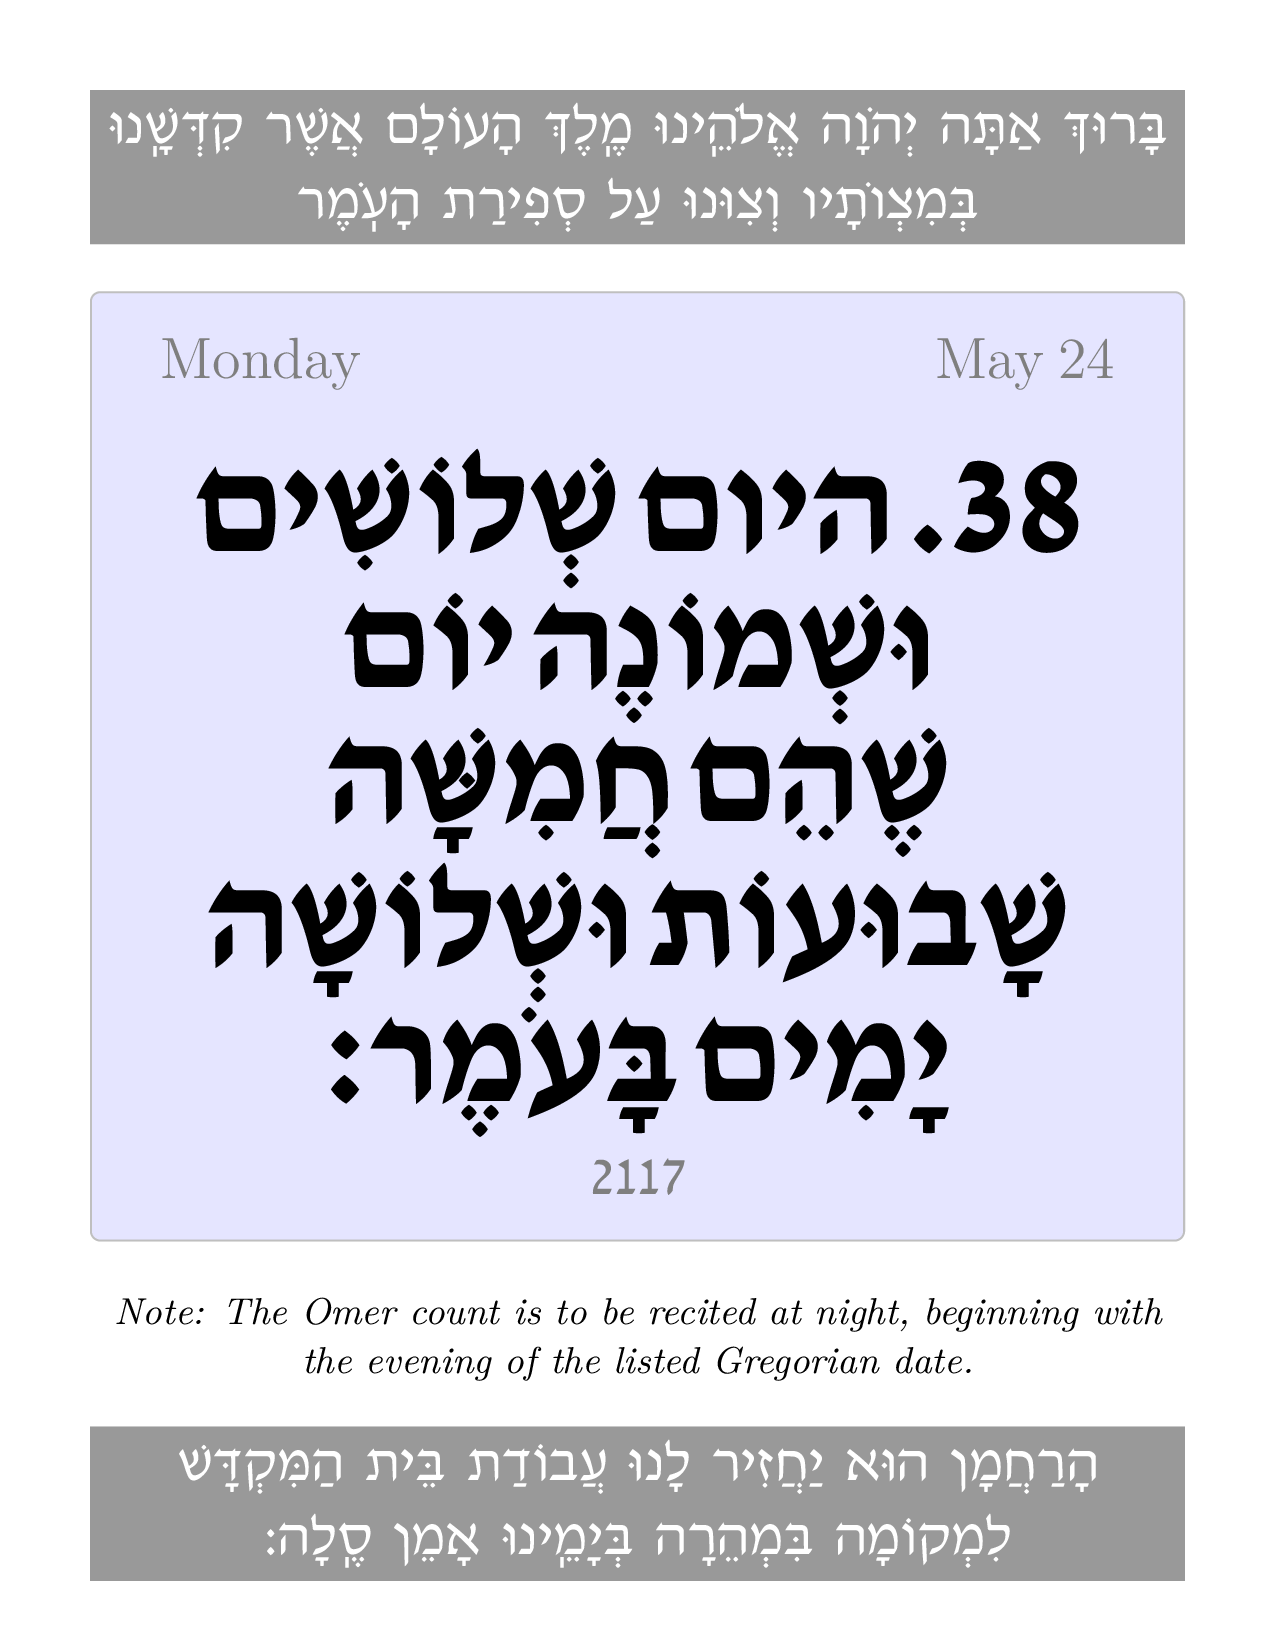 בָּרוּךְ אַתָּה יְהֹוָה אֱלֹהֵֽינוּ מֶֽלֶךְ הָעוֹלָם אֲשֶׁר קִדְּשָֽׁנוּ
בְּמִצְוֹתָיו וְצִוּנוּ עַל סְפִירַת הָעֹֽמֶר
Monday May 24
38. היום שְׁלוֹשִׁים
וּשְׁמוֹנֶה יוֹם
שֶׁהֵם חֲמִשָּׁה
שָׁבוּעוֹת וּשְׁלוֹשָׁה
יָמִים בָּעֹמֶר:
2117
Note: The Omer count is to be recited at night, beginning with
the evening of the listed Gregorian date.
הָרַחֲמָן הוּא יַחֲזִיר לָנוּ עֲבוֹדַת בֵּית הַמִּקְדָּשׁ
לִמְקוֹמָהּ בִּמְהֵרָה בְּיָמֵֽינוּ אָמֵן סֶֽלָה: